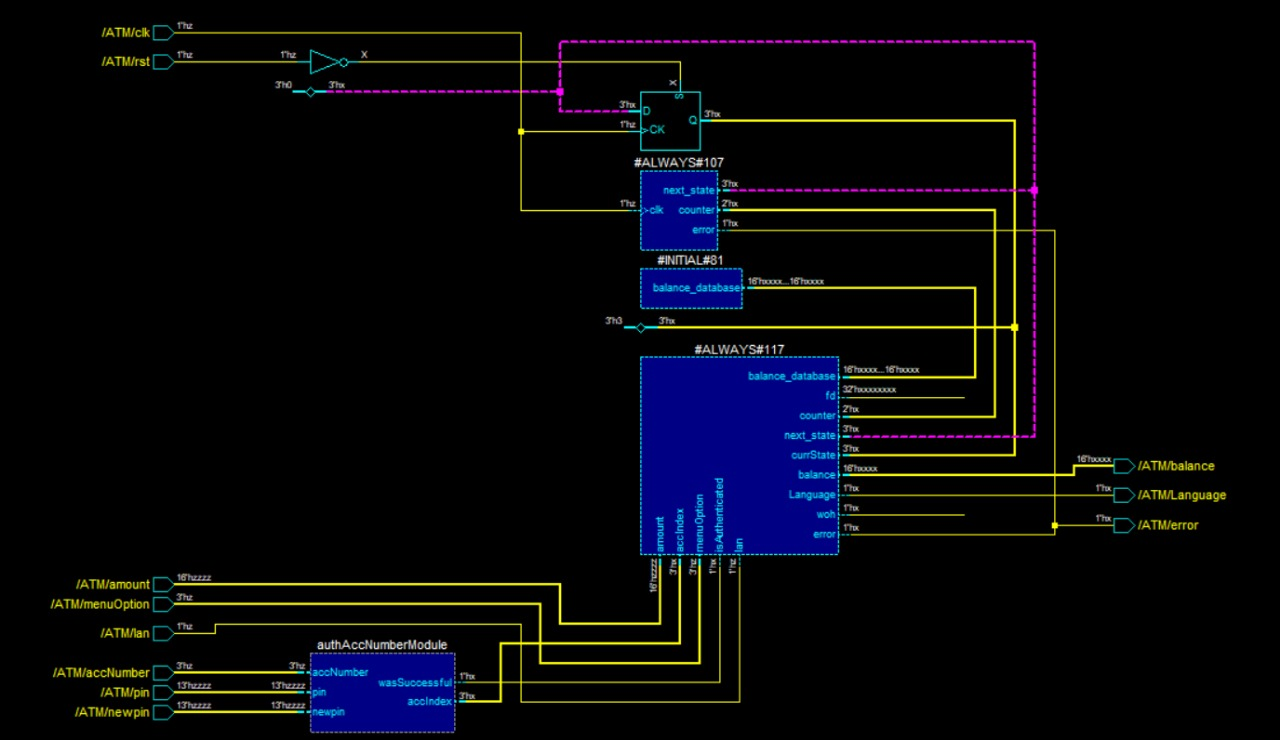 /ATM/clk 1'hz
/ATM/rst 1'hz 1'hz X
3'h0 3'hx
X
S
3'hx D
Q 3'hx
1'hz CK
#ALWAYS#107
next_state 3'hx
1'hz clk counter 2'hx
error 1'hx
#INITIAL#81
balance_database 16'hxxxx...16'hxxxx
3'h3 3'hx
#ALWAYS#117
balance_database 16'hxxxx...16'hxxxx
fd 32'hxxxxxxxx
counter 2'hx
next_state 3'hx
currState 3'hx
balance 16'hxxxx 16'hxxxx /ATM/balance
Language 1'hx 1'hx /ATM/Language
woh 1'hx
error 1'hx 1'hx /ATM/error
amount accIndex menuOption isAuthenticated lan
16'hzzzz 3'hx 3'hz 1'hx 1'hz
/ATM/amount 16'hzzzz
/ATM/menuOption 3'hz
/ATM/lan 1'hz
authAccNumberModule
/ATM/accNumber 3'hz 3'hz accNumber
wasSuccessful 1'hx
/ATM/pin 13'hzzzz 13'hzzzz pin
accIndex 3'hx
/ATM/newpin 13'hzzzz 13'hzzzz newpin